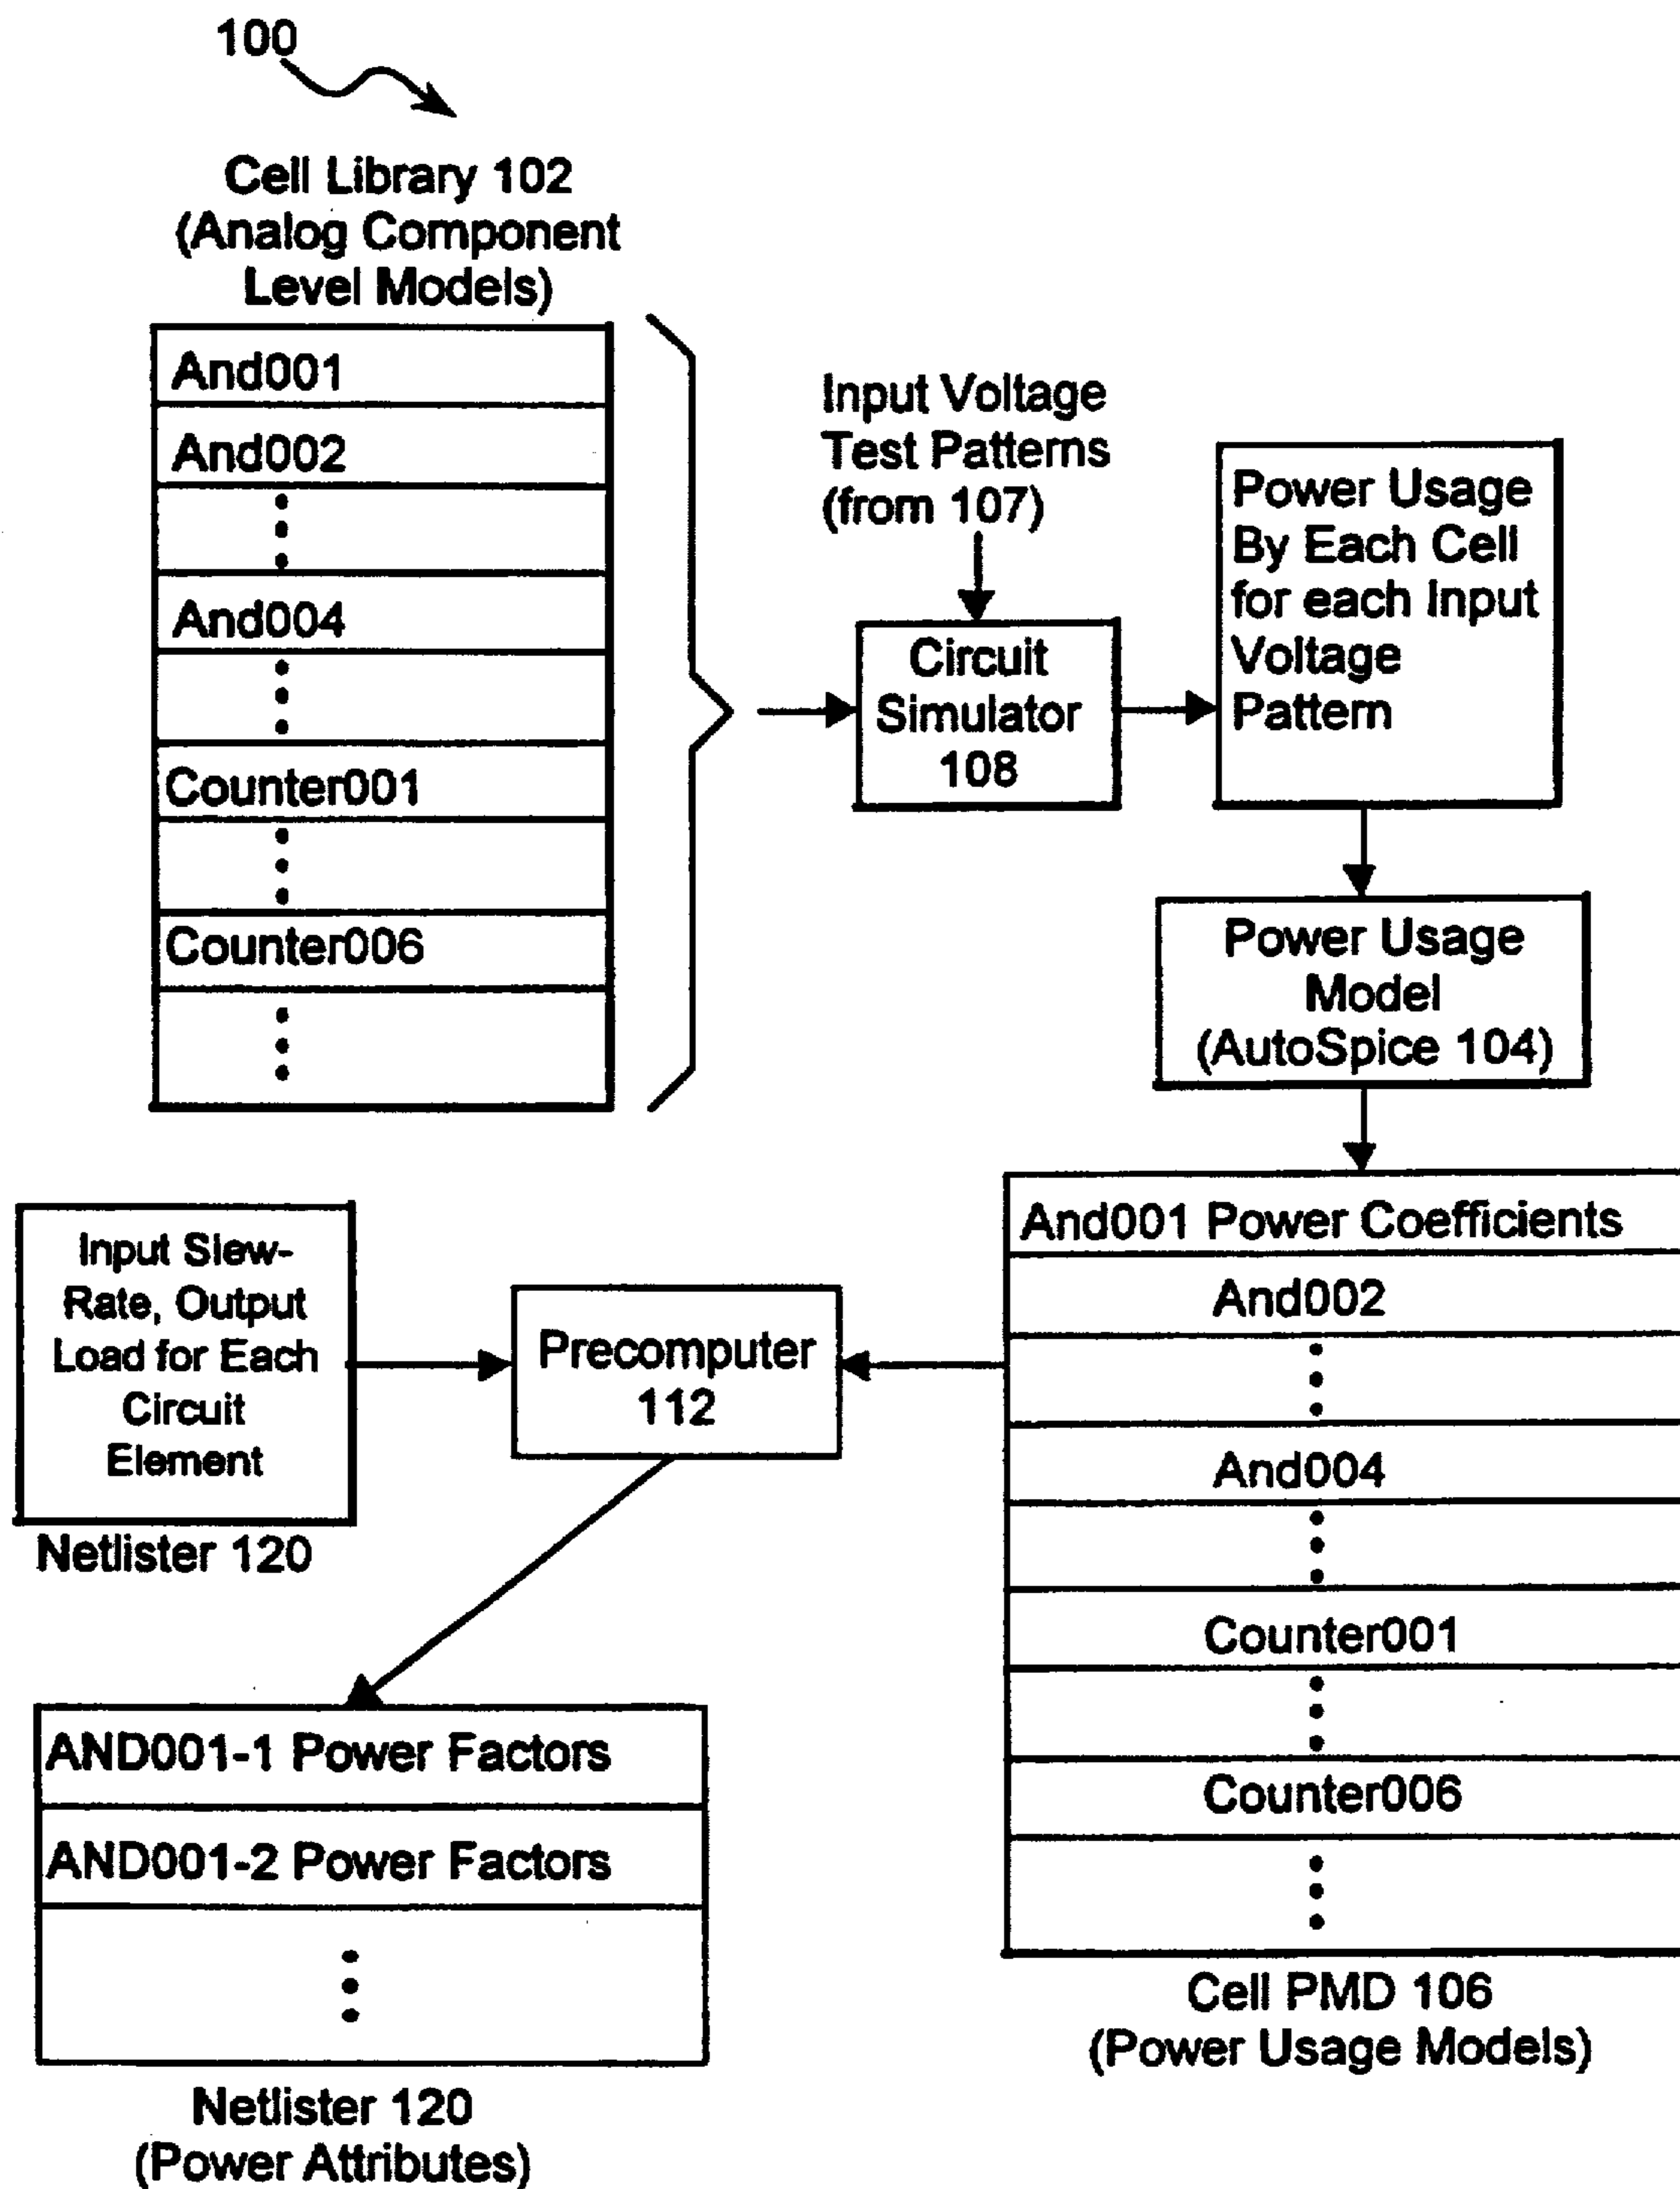 100
Cell Library 102
(Analog Component
Level Models)
And001
And002
And004
Counter001
Counter006
Input Voltage
Test Patterns
(from 107)
Circuit
Simulator
108
Power Usage
By Each Cell
for each Input
Voltage
Pattern
Power Usage
Model
(AutoSpice 104)
And001 Power Coefficients
And002
And004
Counter001
Counter006
Cell PMD 106
(Power Usage Models)
Input Slew-
Rate, Output
Load for Each
Circuit
Element
Netlister 120
Precomputer
112
AND001-1 Power Factors
AND001-2 Power Factors
Netlister 120
(Power Attributes)